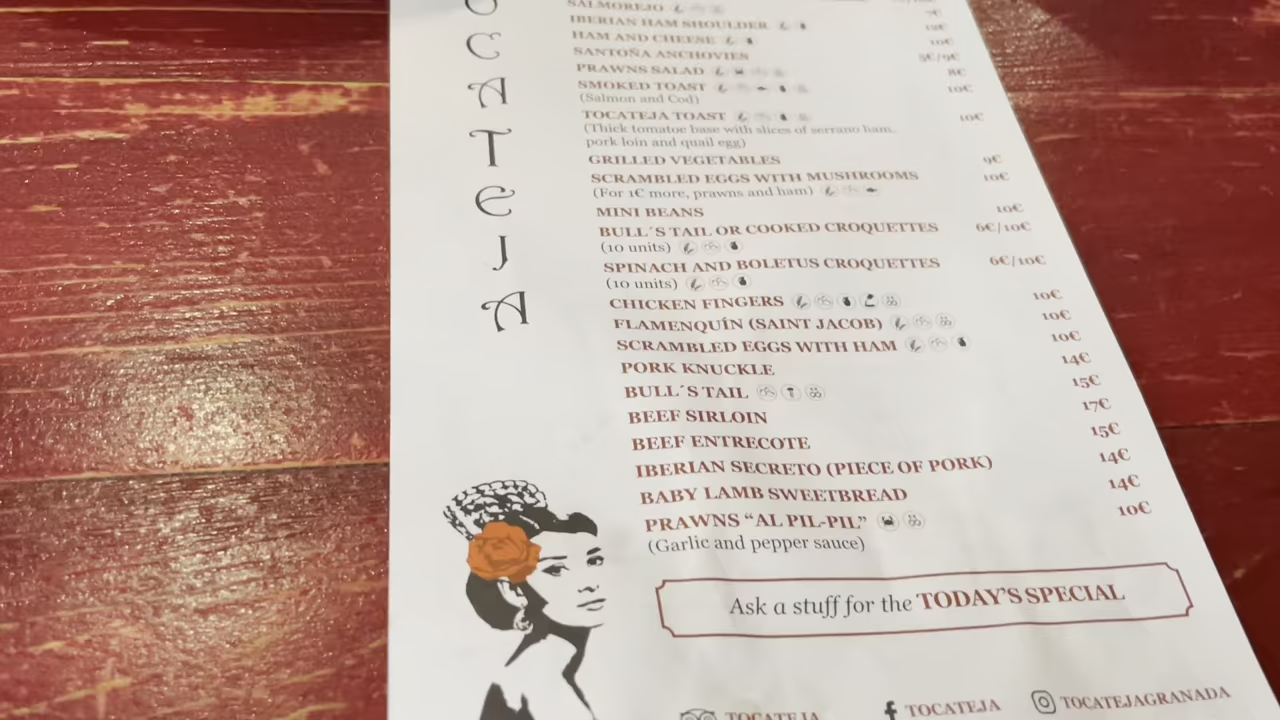 O
C
A
T
E
J
A
SALMOREJO 7€
IBERIAN HAM SHOULDER
HAM AND CHEESE 10€
SANTOÑA ANCHOVIES 5€/9€
PRAWNS SALAD 8€
SMOKED TOAST 10€
(Salmon and Cod)
TOCATEJA TOAST 10€
(Thick tomatoe base with slices of serrano ham,
pork loin and quail egg)
GRILLED VEGETABLES 9€
SCRAMBLED EGGS WITH MUSHROOMS 10€
(For 1€ more, prawns and ham)
MINI BEANS 10€
BULL´S TAIL OR COOKED CROQUETTES 6€/10€
(10 units)
SPINACH AND BOLETUS CROQUETTES 6€/10€
(10 units)
CHICKEN FINGERS 10€
FLAMENQUÍN (SAINT JACOB) 10€
SCRAMBLED EGGS WITH HAM 10€
PORK KNUCKLE 14€
BULL´S TAIL 15€
BEEF SIRLOIN 17€
BEEF ENTRECOTE 15€
IBERIAN SECRETO (PIECE OF PORK) 14€
BABY LAMB SWEETBREAD 14€
PRAWNS “AL PIL-PIL” 10€
(Garlic and pepper sauce)
Ask a stuff for the TODAY'S SPECIAL
TOCATEJA TOCATEJA TOCATEJAGRANADA